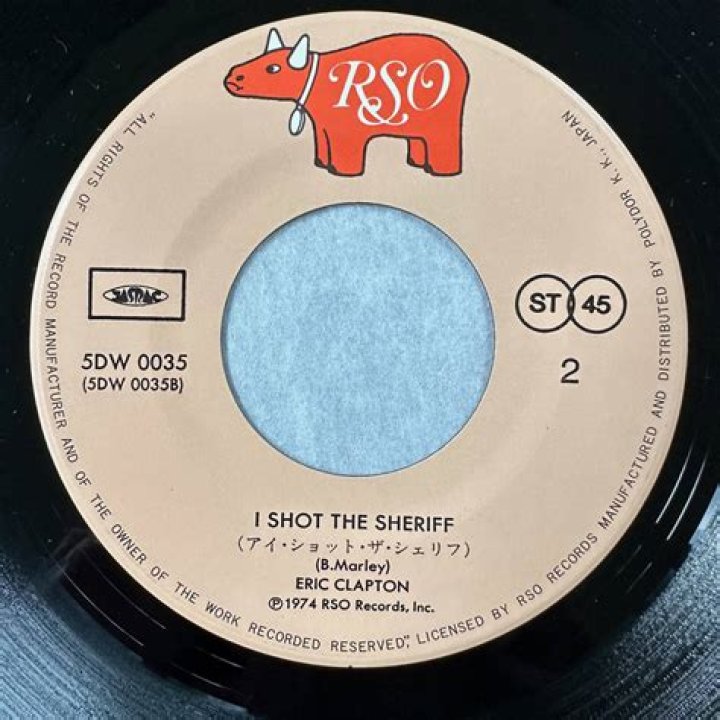 RSO
JASRAC
5DW 0035
(5DW 0035B)
ST 45
2
I SHOT THE SHERIFF
(アイ・ショット・ザ・シェリフ)
(B.Marley)
ERIC CLAPTON
Ⓟ1974 RSO Records, Inc.
"ALL RIGHTS OF THE RECORD MANUFACTURER AND OF THE OWNER OF THE WORK RECORDED RESERVED", LICENSED BY RSO RECORDS MANUFACTURED AND DISTRIBUTED BY POLYDOR K. K., JAPAN